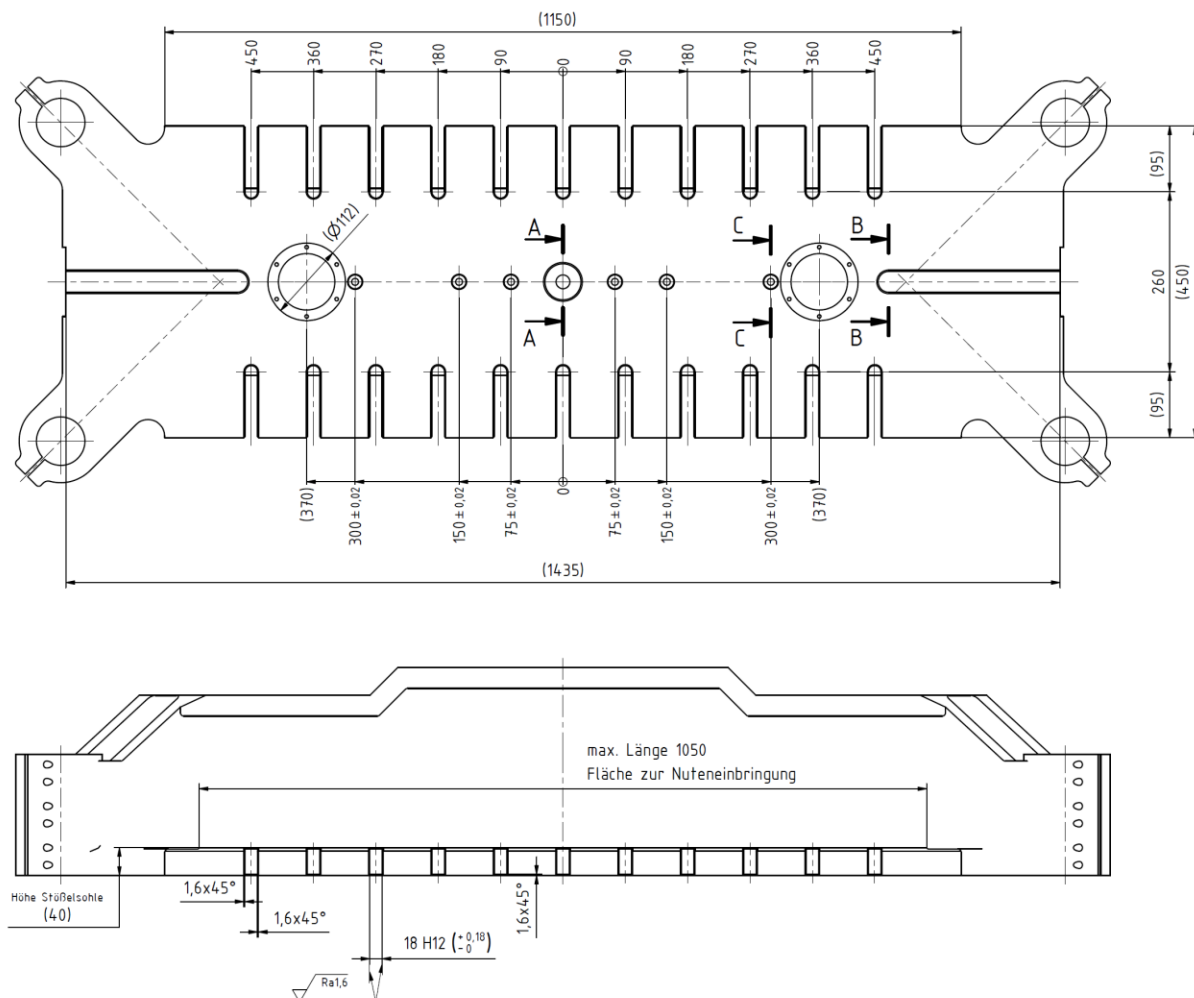 (1150)
450
360
270
180
90
0
90
180
270
360
450
(Ø112)
A
C
B
(95)
260
(450)
(95)
A
C
B
(370)
300±0,02
150±0,02
75±0,02
0
75±0,02
150±0,02
300±0,02
(370)
(1435)
max. Länge 1050
Fläche zur Nuteneinbringung
Höhe Stößelsohle
(40)
1,6x45°
1,6x45°
1,6x45°
18 H12 (+0,18 -0)
Ra1,6